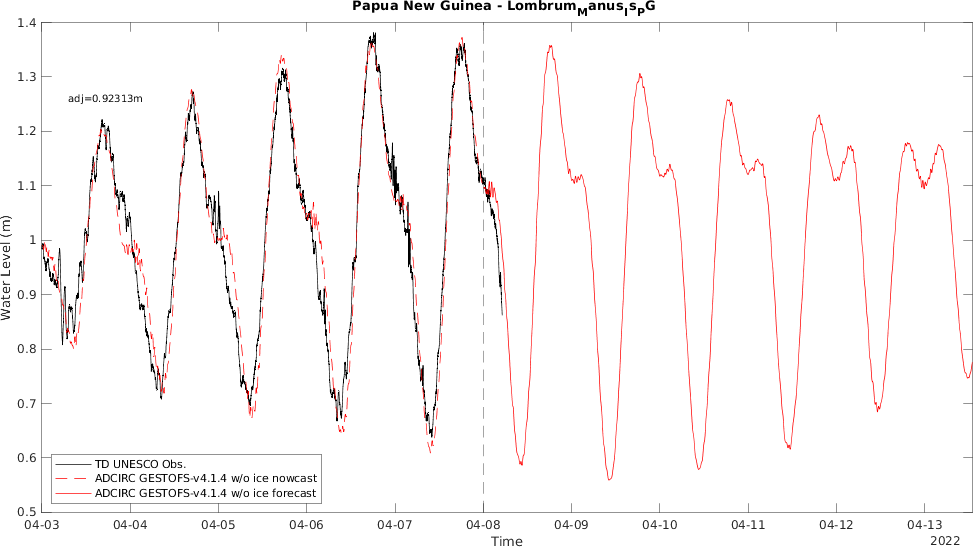 Papua New Guinea - LombrumManusIsPG
1.4
1.3
adj=0.92313m
1.2
1.1
1
0.9
0.8
0.7
0.6
0.5
Water Level (m)
TD UNESCO Obs.
ADCIRC GESTOFS-v4.1.4 w/o ice nowcast
ADCIRC GESTOFS-v4.1.4 w/o ice forecast
04-03 04-04 04-05 04-06 04-07 04-08 04-09 04-10 04-11 04-12 04-13
Time
2022